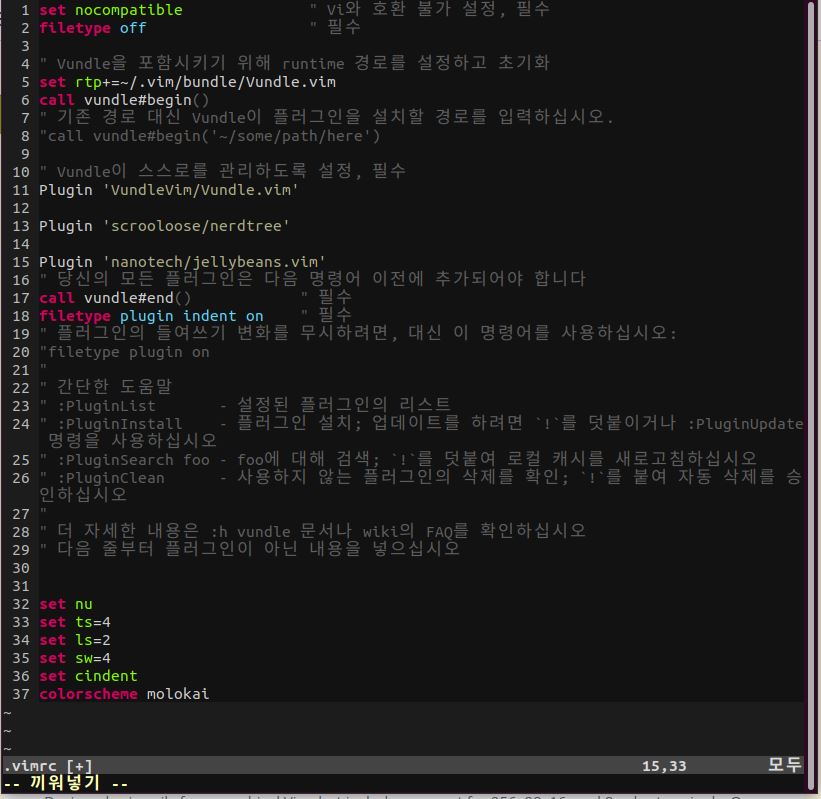 1 set nocompatible " Vi와 호환 불가 설정, 필수
2 filetype off " 필수
3
4 " Vundle을 포함시키기 위해 runtime 경로를 설정하고 초기화
5 set rtp+=~/.vim/bundle/Vundle.vim
6 call vundle#begin()
7 " 기존 경로 대신 Vundle이 플러그인을 설치할 경로를 입력하십시오.
8 "call vundle#begin('~/some/path/here')
9
10 " Vundle이 스스로를 관리하도록 설정, 필수
11 Plugin 'VundleVim/Vundle.vim'
12
13 Plugin 'scrooloose/nerdtree'
14
15 Plugin 'nanotech/jellybeans.vim'
16 " 당신의 모든 플러그인은 다음 명령어 이전에 추가되어야 합니다
17 call vundle#end() " 필수
18 filetype plugin indent on " 필수
19 " 플러그인의 들여쓰기 변화를 무시하려면, 대신 이 명령어를 사용하십시오:
20 "filetype plugin on
21 "
22 " 간단한 도움말
23 " :PluginList - 설정된 플러그인의 리스트
24 " :PluginInstall - 플러그인 설치; 업데이트를 하려면 `!`를 덧붙이거나 :PluginUpdate
명령을 사용하십시오
25 " :PluginSearch foo - foo에 대해 검색; `!`를 덧붙여 로컬 캐시를 새로고침하십시오
26 " :PluginClean - 사용하지 않는 플러그인의 삭제를 확인; `!`를 붙여 자동 삭제를 승
인하십시오
27 "
28 " 더 자세한 내용은 :h vundle 문서나 wiki의 FAQ를 확인하십시오
29 " 다음 줄부터 플러그인이 아닌 내용을 넣으십시오
30
31
32 set nu
33 set ts=4
34 set ls=2
35 set sw=4
36 set cindent
37 colorscheme molokai
~
~
~
.vimrc [+] 15,33 모두
-- 끼워넣기 --